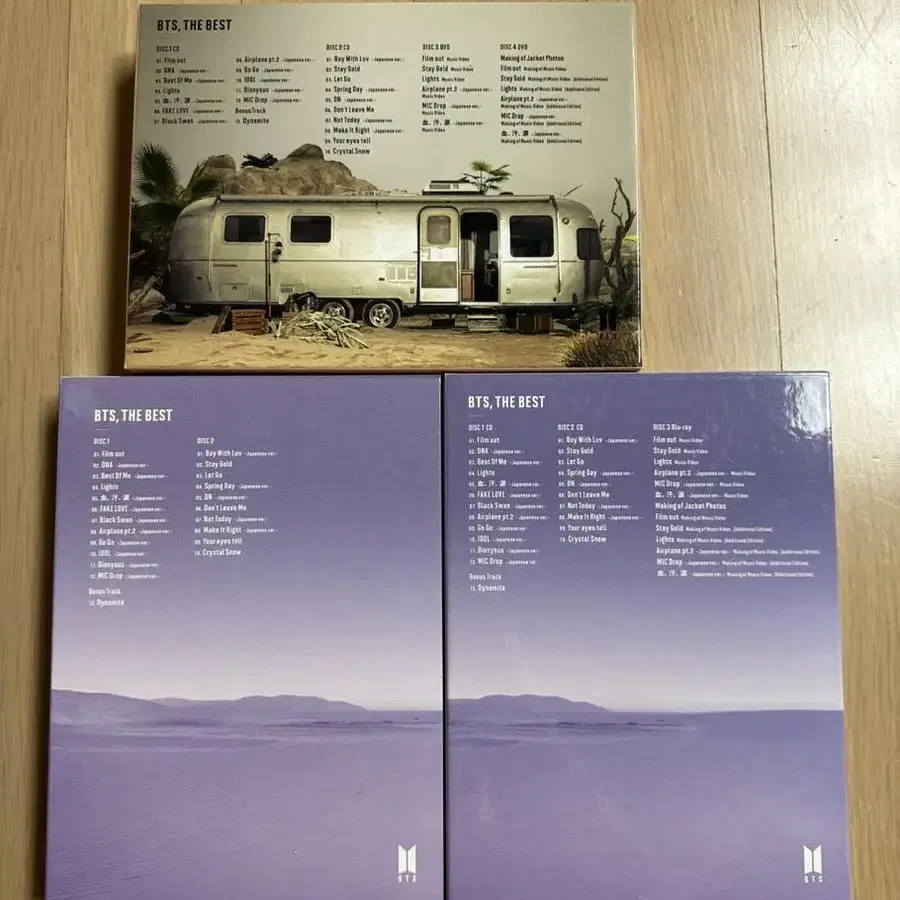 BTS, THE BEST
DISC 1 CD
01. Film out
02. DNA -Japanese ver.-
03. Best Of Me -Japanese ver.-
04. Lights
05. 血、汗、涙 -Japanese ver.-
06. FAKE LOVE -Japanese ver.-
07. Black Swan -Japanese ver.-
08. Airplane pt.2 -Japanese ver.-
09. Go Go -Japanese ver.-
10. IDOL -Japanese ver.-
11. Dionysus -Japanese ver.-
12. MIC Drop -Japanese ver.-
Bonus Track
13. Dynamite
DISC 2 CD
01. Boy With Luv -Japanese ver.-
02. Stay Gold
03. Let Go
04. Spring Day -Japanese ver.-
05. DN -Japanese ver.-
06. Don't Leave Me
07. Not Today -Japanese ver.-
08. Make It Right -Japanese ver.-
09. Your eyes tell
10. Crystal Snow
DISC 3 DVD
Film out Music Video
Stay Gold Music Video
Lights Music Video
Airplane pt.2 -Japanese ver.-
Music Video
MIC Drop -Japanese ver.-
Music Video
血、汗、涙 -Japanese ver.-
Music Video
DISC 4 DVD
Making of Jacket Photos
Film out Making of Music Video
Stay Gold Making of Music Video [Additional Edition]
Lights Making of Music Video [Additional Edition]
Airplane pt.2 -Japanese ver.-
Making of Music Video [Additional Edition]
MIC Drop -Japanese ver.-
Making of Music Video [Additional Edition]
血、汗、涙 -Japanese ver.-
Making of Music Video [Additional Edition]
BTS, THE BEST
DISC 1
01. Film out
02. DNA -Japanese ver.-
03. Best Of Me -Japanese ver.-
04. Lights
05. 血、汗、涙 -Japanese ver.-
06. FAKE LOVE -Japanese ver.-
07. Black Swan -Japanese ver.-
08. Airplane pt.2 -Japanese ver.-
09. Go Go -Japanese ver.-
10. IDOL -Japanese ver.-
11. Dionysus -Japanese ver.-
12. MIC Drop -Japanese ver.-
Bonus Track
13. Dynamite
DISC 2
01. Boy With Luv -Japanese ver.-
02. Stay Gold
03. Let Go
04. Spring Day -Japanese ver.-
05. DN -Japanese ver.-
06. Don't Leave Me
07. Not Today -Japanese ver.-
08. Make It Right -Japanese ver.-
09. Your eyes tell
10. Crystal Snow
BTS
BTS, THE BEST
DISC 1 CD
01. Film out
02. DNA -Japanese ver.-
03. Best Of Me -Japanese ver.-
04. Lights
05. 血、汗、涙 -Japanese ver.-
06. FAKE LOVE -Japanese ver.-
07. Black Swan -Japanese ver.-
08. Airplane pt.2 -Japanese ver.-
09. Go Go -Japanese ver.-
10. IDOL -Japanese ver.-
11. Dionysus -Japanese ver.-
12. MIC Drop -Japanese ver.-
Bonus Track
13. Dynamite
DISC 2 CD
01. Boy With Luv -Japanese ver.-
02. Stay Gold
03. Let Go
04. Spring Day -Japanese ver.-
05. DN -Japanese ver.-
06. Don't Leave Me
07. Not Today -Japanese ver.-
08. Make It Right -Japanese ver.-
09. Your eyes tell
10. Crystal Snow
DISC 3 Blu-ray
Film out Music Video
Stay Gold Music Video
Lights Music Video
Airplane pt.2 -Japanese ver.- Music Video
MIC Drop -Japanese ver.- Music Video
血、汗、涙 -Japanese ver.- Music Video
Making of Jacket Photos
Film out Making of Music Video
Stay Gold Making of Music Video [Additional Edition]
Lights Making of Music Video [Additional Edition]
Airplane pt.2 -Japanese ver.- Making of Music Video [Additional Edition]
MIC Drop -Japanese ver.- Making of Music Video [Additional Edition]
血、汗、涙 -Japanese ver.- Making of Music Video [Additional Edition]
BTS